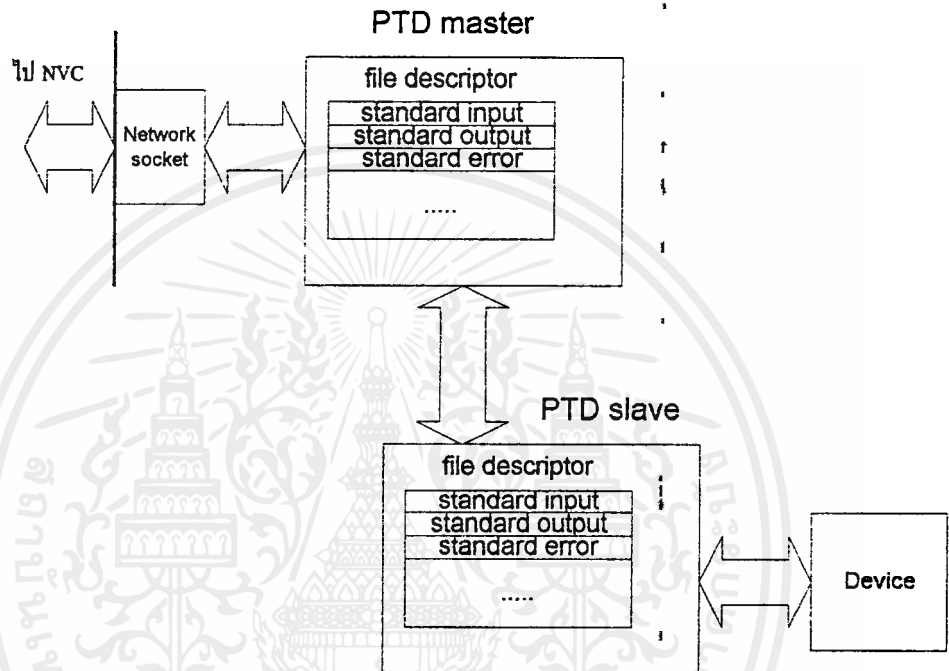 PTD master
ไป NVC
file descriptor
standard input
standard output
standard error
.....
Network
socket
PTD slave
file descriptor
standard input
standard output
standard error
.....
Device